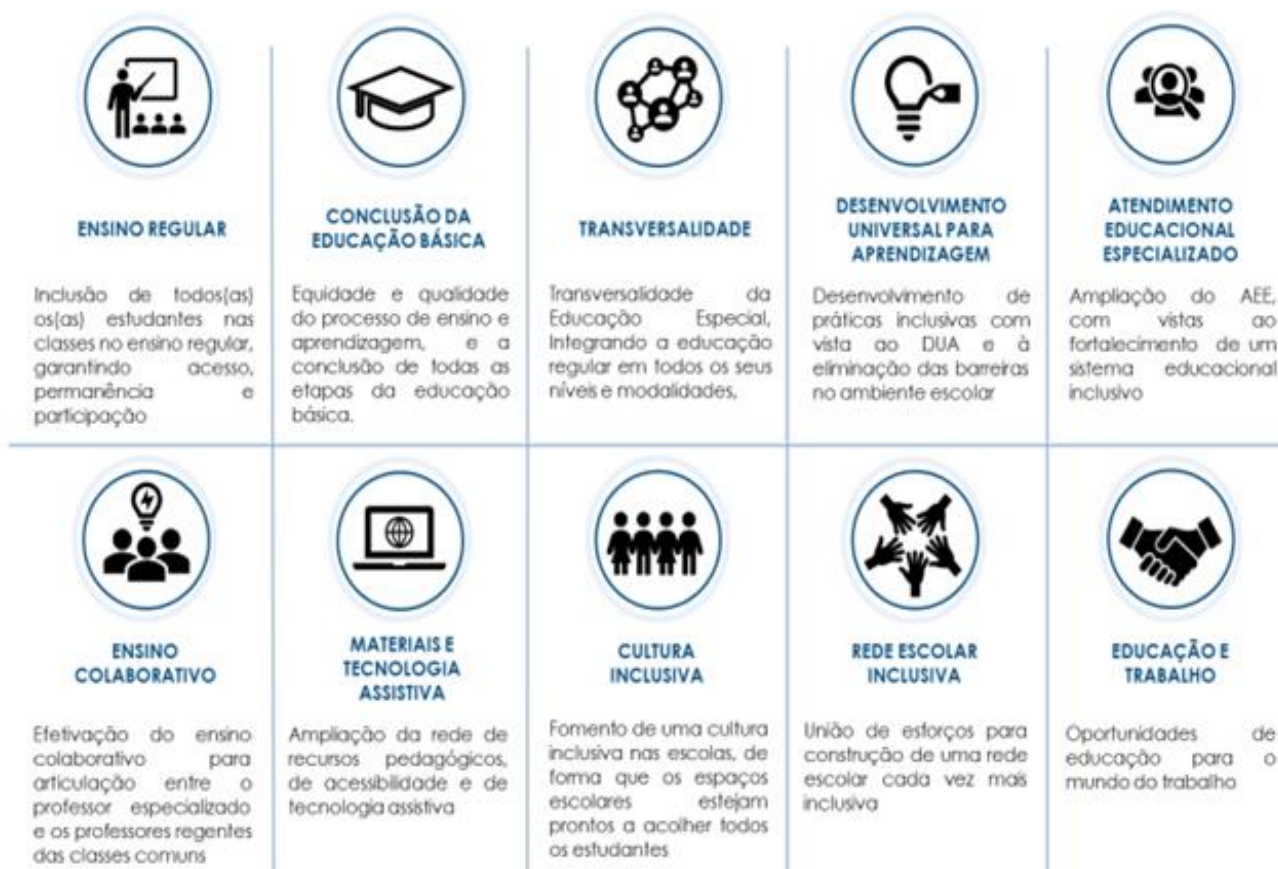 ENSINO REGULAR
Inclusão de todos(as)
os(as) estudantes nas
classes no ensino regular,
garantindo acesso,
permanência e
participação
CONCLUSÃO DA
EDUCAÇÃO BÁSICA
Equidade e qualidade
do processo de ensino e
aprendizagem, e a
conclusão de todas as
etapas da educação
básica.
TRANSVERSALIDADE
Transversalidade da
Educação Especial,
Integrando a educação
regular em todos os seus
níveis e modalidades.
DESENVOLVIMENTO
UNIVERSAL PARA
APRENDIZAGEM
Desenvolvimento de
práticas inclusivas com
vista ao DUA e à
eliminação das barreiras
no ambiente escolar
ATENDIMENTO
EDUCACIONAL
ESPECIALIZADO
Ampliação do AEE,
com vistas ao
fortalecimento de um
sistema educacional
inclusivo
ENSINO
COLABORATIVO
Efetivação do ensino
colaborativo para
articulação entre o
professor especializado
e os professores regentes
das classes comuns
MATERIAIS E
TECNOLOGIA
ASSISTIVA
Ampliação da rede de
recursos pedagógicos,
de acessibilidade e de
tecnologia assistiva
CULTURA
INCLUSIVA
Fomento de uma cultura
inclusiva nas escolas, de
forma que os espaços
escolares estejam
prontos a acolher todos
os estudantes
REDE ESCOLAR
INCLUSIVA
União de esforços para
construção de uma rede
escolar cada vez mais
inclusiva
EDUCAÇÃO E
TRABALHO
Oportunidades de
educação para o
mundo do trabalho